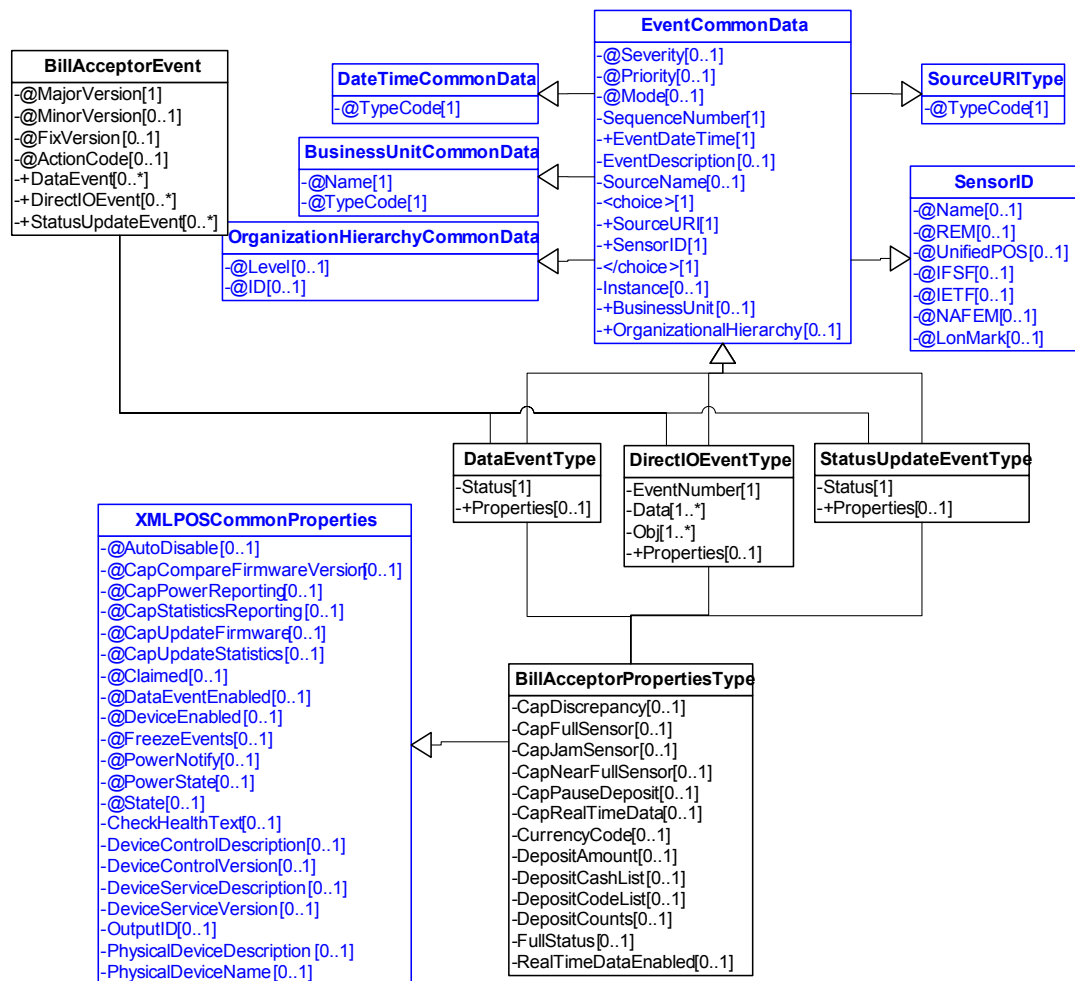 EventCommonData
-@Severity[0..1]
-@Priority[0..1]
-@Mode[0..1]
-SequenceNumber[1]
-+EventDateTime[1]
-EventDescription[0..1]
-SourceName[0..1]
-<choice>[1]
-+SourceURI[1]
-+SensorID[1]
-</choice>[1]
-Instance[0..1]
-+BusinessUnit[0..1]
-+OrganizationalHierarchy[0..1]
BillAcceptorEvent
-@MajorVersion[1]
-@MinorVersion[0..1]
-@FixVersion[0..1]
-@ActionCode[0..1]
-+DataEvent[0..*]
-+DirectIOEvent[0..*]
-+StatusUpdateEvent[0..*]
DateTimeCommonData
-@TypeCode[1]
BusinessUnitCommonData
-@Name[1]
-@TypeCode[1]
OrganizationHierarchyCommonData
-@Level[0..1]
-@ID[0..1]
SourceURIType
-@TypeCode[1]
SensorID
-@Name[0..1]
-@REM[0..1]
-@UnifiedPOS[0..1]
-@IFSF[0..1]
-@IETF[0..1]
-@NAFEM[0..1]
-@LonMark[0..1]
DataEventType
-Status[1]
-+Properties[0..1]
DirectIOEventType
-EventNumber[1]
-Data[1..*]
-Obj[1..*]
-+Properties[0..1]
StatusUpdateEventType
-Status[1]
-+Properties[0..1]
XMLPOSCommonProperties
-@AutoDisable[0..1]
-@CapCompareFirmwareVersion[0..1]
-@CapPowerReporting[0..1]
-@CapStatisticsReporting[0..1]
-@CapUpdateFirmware[0..1]
-@CapUpdateStatistics[0..1]
-@Claimed[0..1]
-@DataEventEnabled[0..1]
-@DeviceEnabled[0..1]
-@FreezeEvents[0..1]
-@PowerNotify[0..1]
-@PowerState[0..1]
-@State[0..1]
-CheckHealthText[0..1]
-DeviceControlDescription[0..1]
-DeviceControlVersion[0..1]
-DeviceServiceDescription[0..1]
-DeviceServiceVersion[0..1]
-OutputID[0..1]
-PhysicalDeviceDescription [0..1]
-PhysicalDeviceName[0..1]
BillAcceptorPropertiesType
-CapDiscrepancy[0..1]
-CapFullSensor[0..1]
-CapJamSensor[0..1]
-CapNearFullSensor[0..1]
-CapPauseDeposit[0..1]
-CapRealTimeData[0..1]
-CurrencyCode[0..1]
-DepositAmount[0..1]
-DepositCashList[0..1]
-DepositCodeList[0..1]
-DepositCounts[0..1]
-FullStatus[0..1]
-RealTimeDataEnabled[0..1]